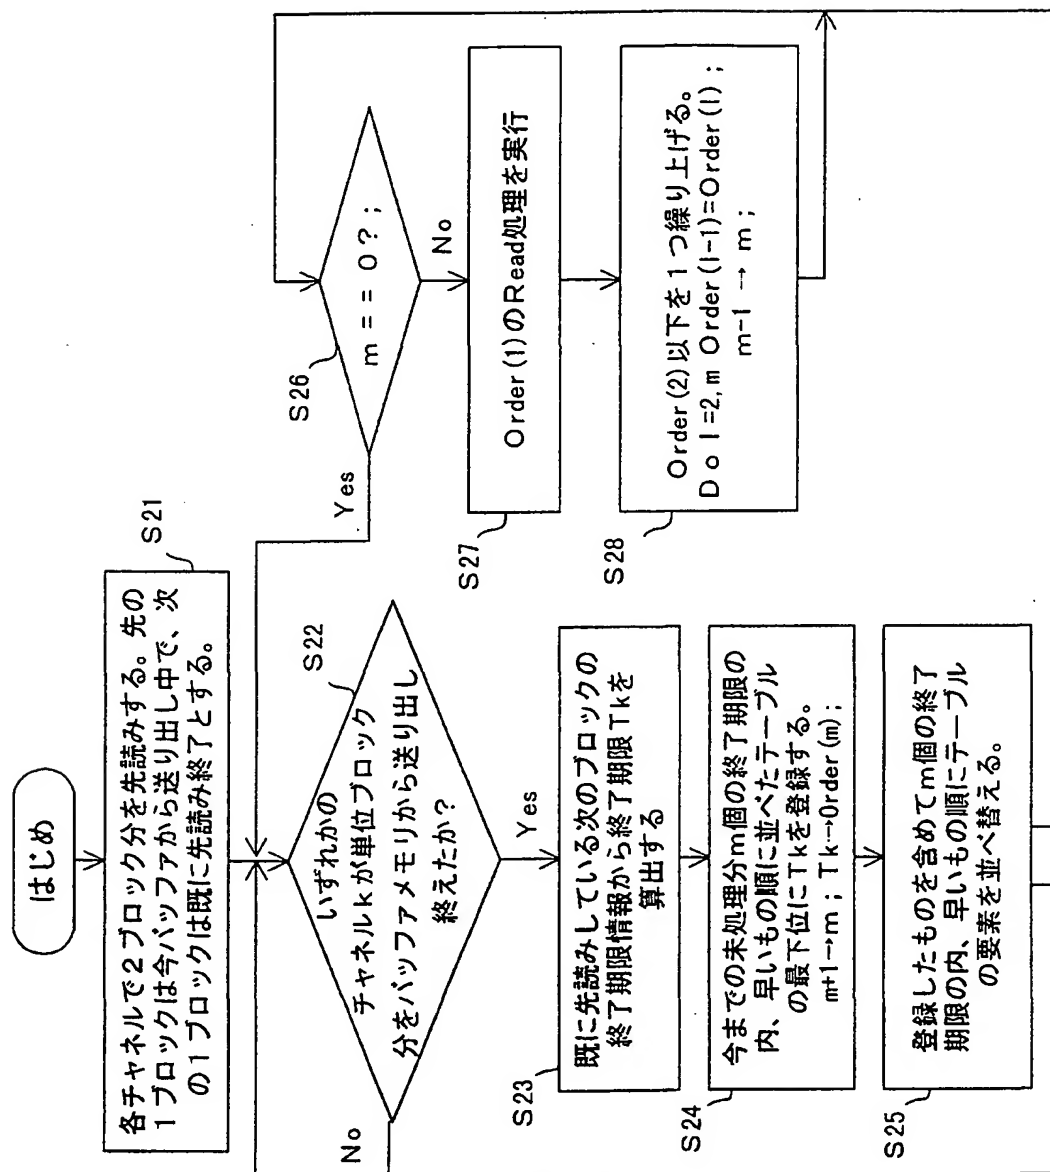 はじめ
S21
各チャネルで2ブロック分を先読みする。先の
1ブロックは今バッファから送り出し中で、次
の1ブロックは既に先読み終了とする。
S22
いずれかの
チャネルkが単位ブロック
分をバッファメモリから送り出し
終えたか?
No
Yes
S23
既に先読みしている次のブロックの
終了期限情報から終了期限Tkを
算出する
S24
今までの未処理分m個の終了期限の
内、早いもの順に並べたテーブル
の最下位にTkを登録する。
m+1→m; Tk→Order(m);
S25
登録したものを含めてm個の終了
期限の内、早いもの順にテーブル
の要素を並べ替える。
S26
m==0?;
Yes
No
S27
Order(1)のRead処理を実行
S28
Order(2)以下を1つ繰り上げる。
Do l=2,m Order(l-1)=Order(l);
m-1→m;